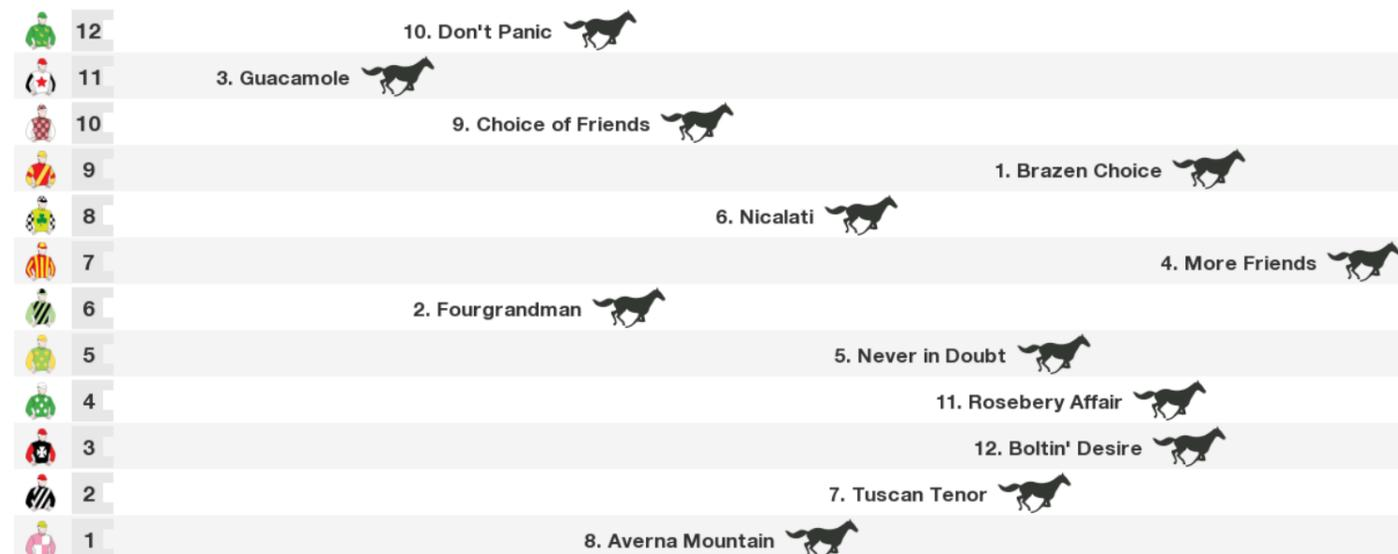 12 10. Don't Panic
11 3. Guacamole
10 9. Choice of Friends
9 1. Brazen Choice
8 6. Nicalati
7 4. More Friends
6 2. Fourgrandman
5 5. Never in Doubt
4 11. Rosebery Affair
3 12. Boltin' Desire
2 7. Tuscan Tenor
1 8. Averna Mountain